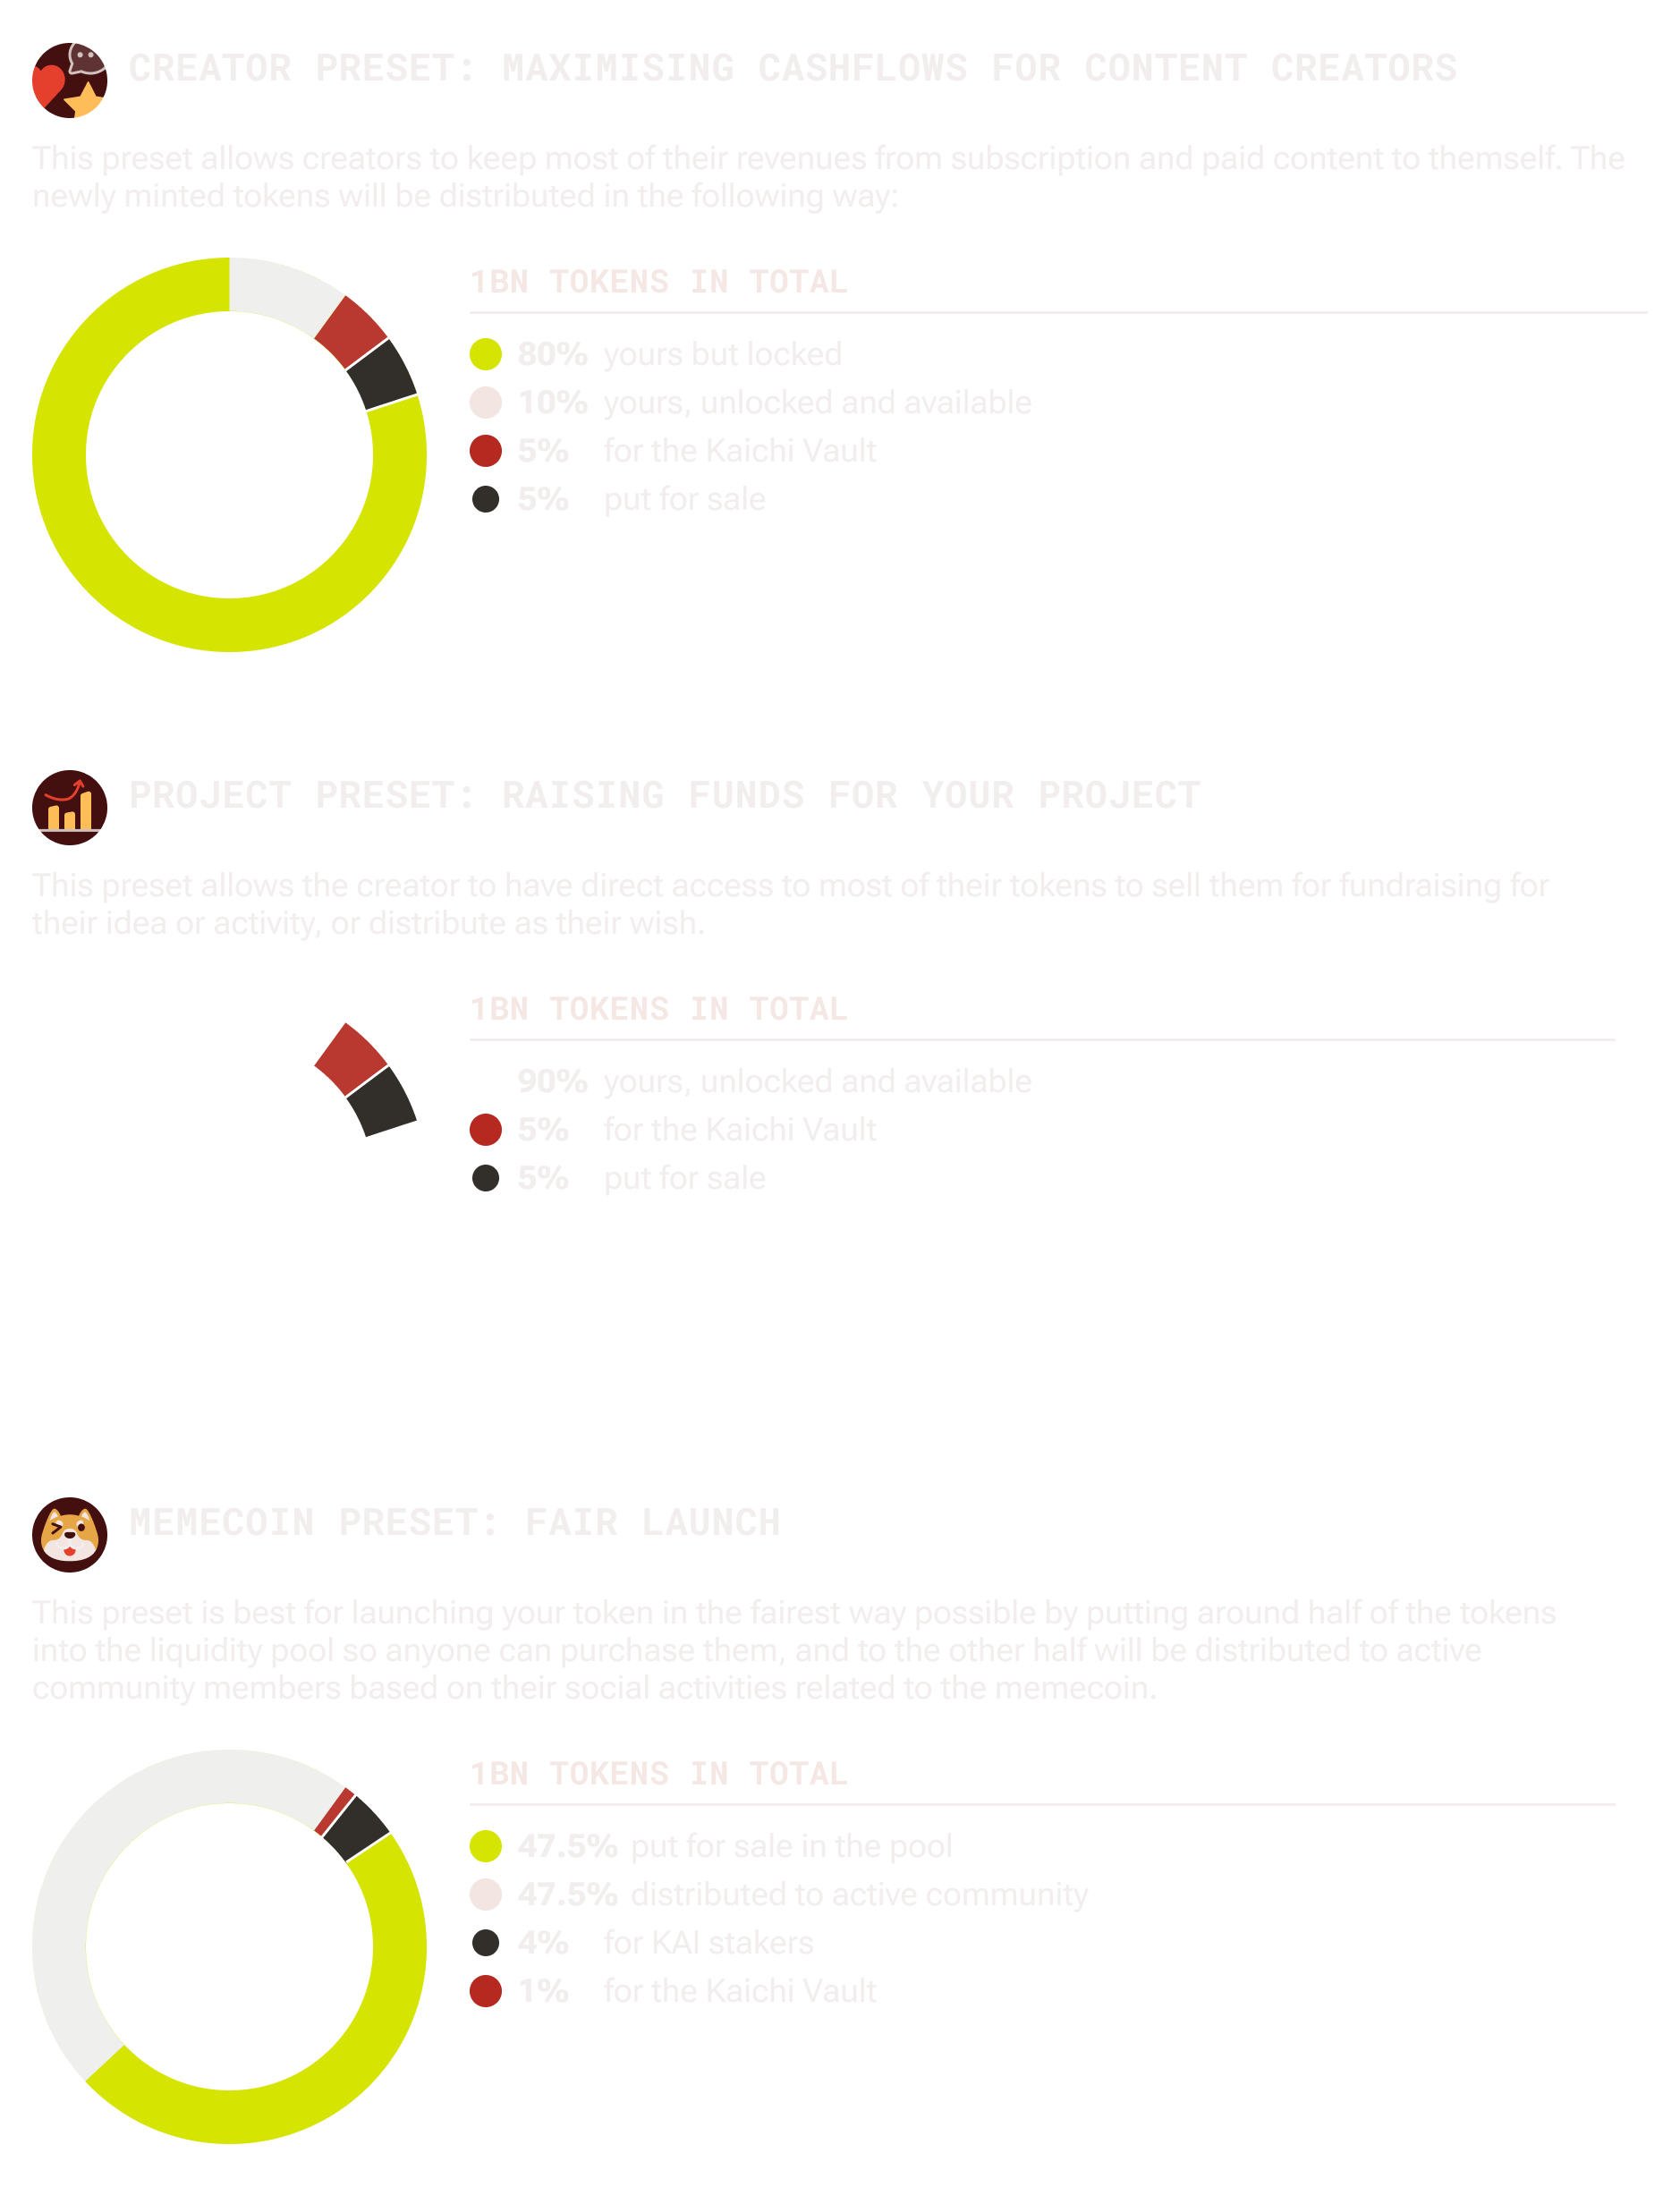 CREATOR PRESET: MAXIMISING CASHFLOWS FOR CONTENT CREATORS
This preset allows creators to keep most of their revenues from subscription and paid content to themself. The
newly minted tokens will be distributed in the following way:
1BN TOKENS IN TOTAL
80% yours but locked
10% yours, unlocked and available
5% for the Kaichi Vault
5% put for sale
PROJECT PRESET: RAISING FUNDS FOR YOUR PROJECT
This preset allows the creator to have direct access to most of their tokens to sell them for fundraising for
their idea or activity, or distribute as their wish.
1BN TOKENS IN TOTAL
90% yours, unlocked and available
5% for the Kaichi Vault
5% put for sale
MEMECOIN PRESET: FAIR LAUNCH
This preset is best for launching your token in the fairest way possible by putting around half of the tokens
into the liquidity pool so anyone can purchase them, and to the other half will be distributed to active
community members based on their social activities related to the memecoin.
1BN TOKENS IN TOTAL
47.5% put for sale in the pool
47.5% distributed to active community
4% for KAI stakers
1% for the Kaichi Vault